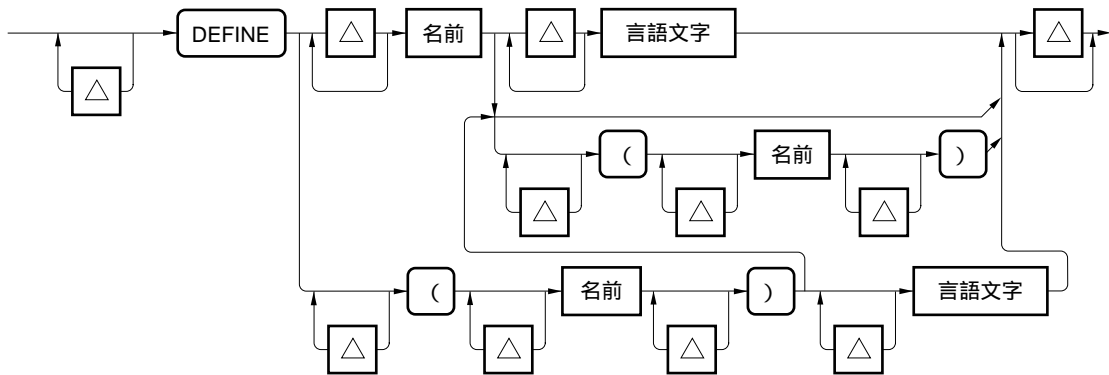 DEFINE △ 名前 △ 言語文字 △
△
( 名前 )
△ △ △
( 名前 ) 言語文字
△ △ △ △